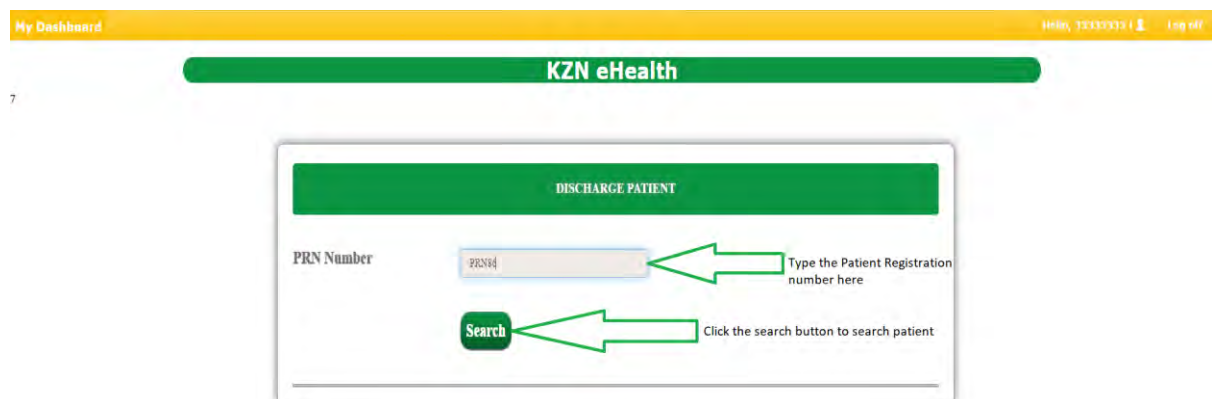 My Dashboard
Log off
KZN eHealth
7
DISCHARGE PATIENT
PRN Number
Type the Patient Registration
number here
Search
Click the search button to search patient